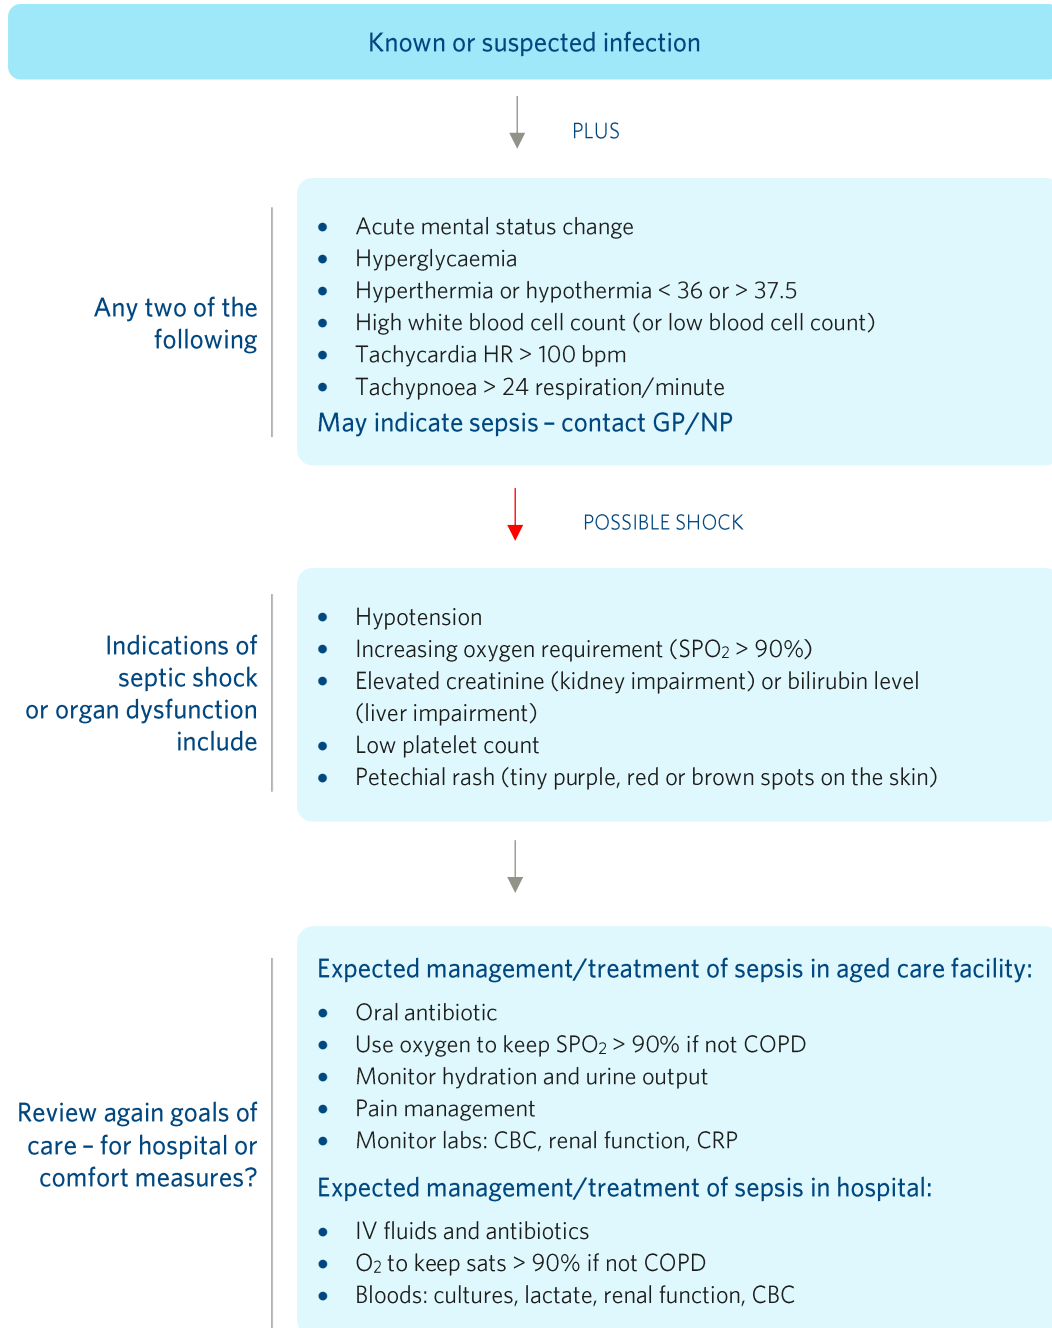 Known or suspected infection
PLUS
Any two of the
following
• Acute mental status change
• Hyperglycaemia
• Hyperthermia or hypothermia < 36 or > 37.5
• High white blood cell count (or low blood cell count)
• Tachycardia HR > 100 bpm
• Tachypnoea > 24 respiration/minute
May indicate sepsis – contact GP/NP
POSSIBLE SHOCK
Indications of
septic shock
or organ dysfunction
include
• Hypotension
• Increasing oxygen requirement (SPO₂ > 90%)
• Elevated creatinine (kidney impairment) or bilirubin level
(liver impairment)
• Low platelet count
• Petechial rash (tiny purple, red or brown spots on the skin)
Review again goals of
care – for hospital or
comfort measures?
Expected management/treatment of sepsis in aged care facility:
• Oral antibiotic
• Use oxygen to keep SPO₂ > 90% if not COPD
• Monitor hydration and urine output
• Pain management
• Monitor labs: CBC, renal function, CRP
Expected management/treatment of sepsis in hospital:
• IV fluids and antibiotics
• O₂ to keep sats > 90% if not COPD
• Bloods: cultures, lactate, renal function, CBC